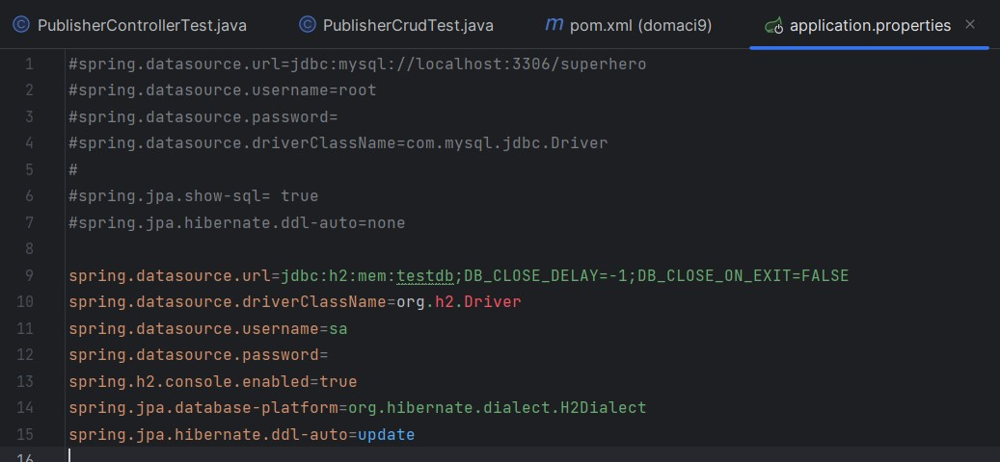 PublisherControllerTest.java PublisherCrudTest.java pom.xml (domaci9) application.properties
1 #spring.datasource.url=jdbc:mysql://localhost:3306/superhero
2 #spring.datasource.username=root
3 #spring.datasource.password=
4 #spring.datasource.driverClassName=com.mysql.jdbc.Driver
5 #
6 #spring.jpa.show-sql= true
7 #spring.jpa.hibernate.ddl-auto=none
8
9 spring.datasource.url=jdbc:h2:mem:testdb;DB_CLOSE_DELAY=-1;DB_CLOSE_ON_EXIT=FALSE
10 spring.datasource.driverClassName=org.h2.Driver
11 spring.datasource.username=sa
12 spring.datasource.password=
13 spring.h2.console.enabled=true
14 spring.jpa.database-platform=org.hibernate.dialect.H2Dialect
15 spring.jpa.hibernate.ddl-auto=update
16